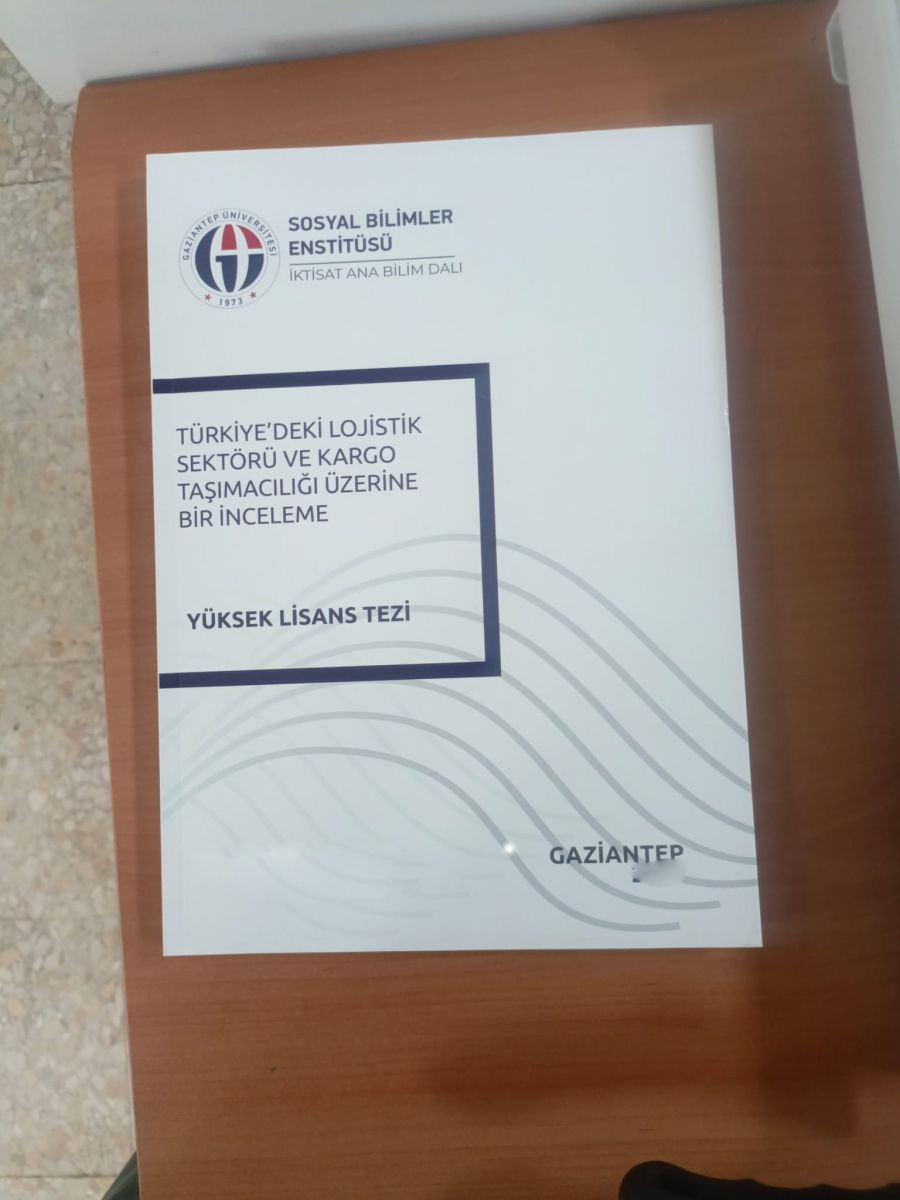 GAZİANTEP ÜNİVERSİTESİ
1973
SOSYAL BİLİMLER
ENSTİTÜSÜ
İKTİSAT ANA BİLİM DALI
TÜRKİYE'DEKİ LOJİSTİK
SEKTÖRÜ VE KARGO
TAŞIMACILIĞI ÜZERİNE
BİR İNCELEME
YÜKSEK LİSANS TEZİ
GAZİANTEP